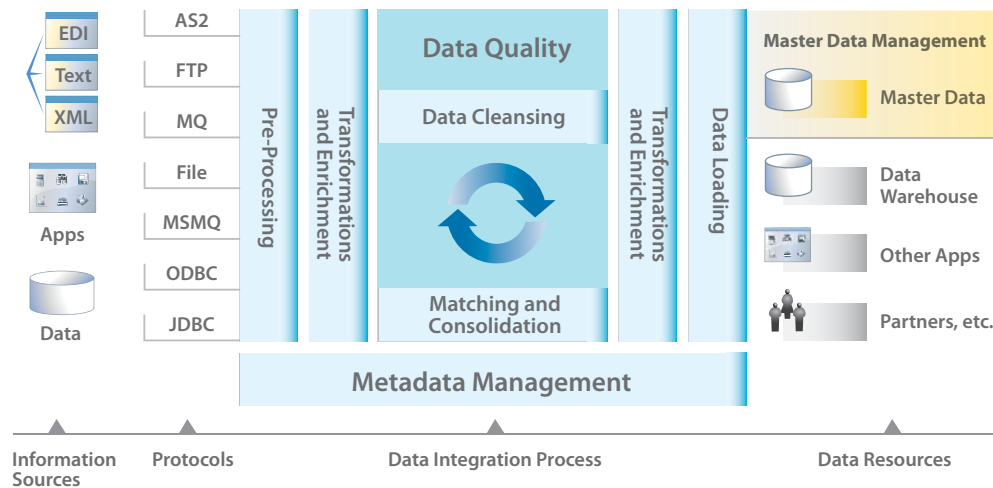 EDI
Text
XML
Apps
Data
AS2
FTP
MQ
File
MSMQ
ODBC
JDBC
Pre-Processing
Transformations
and Enrichment
Data Quality
Data Cleansing
Matching and
Consolidation
Transformations
and Enrichment
Data Loading
Metadata Management
Master Data Management
Master Data
Data
Warehouse
Other Apps
Partners, etc.
Information
Sources
Protocols
Data Integration Process
Data Resources